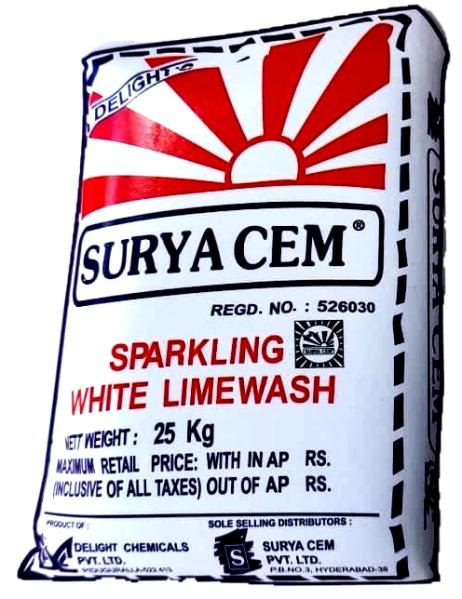 DELIGHT'S
SURYA CEM®
REGD. NO. : 526030
SPARKLING
SURYA CEM
WHITE LIMEWASH
NETT WEIGHT : 25 Kg
MAXIMUM RETAIL PRICE: WITH IN AP RS.
(INCLUSIVE OF ALL TAXES) OUT OF AP RS.
PRODUCT OF :
SOLE SELLING DISTRIBUTORS :
DELIGHT CHEMICALS
PVT. LTD.
S
SURYA CEM
PVT. LTD.
P.B.NO.3, HYDERABAD-38
SURYA CEM